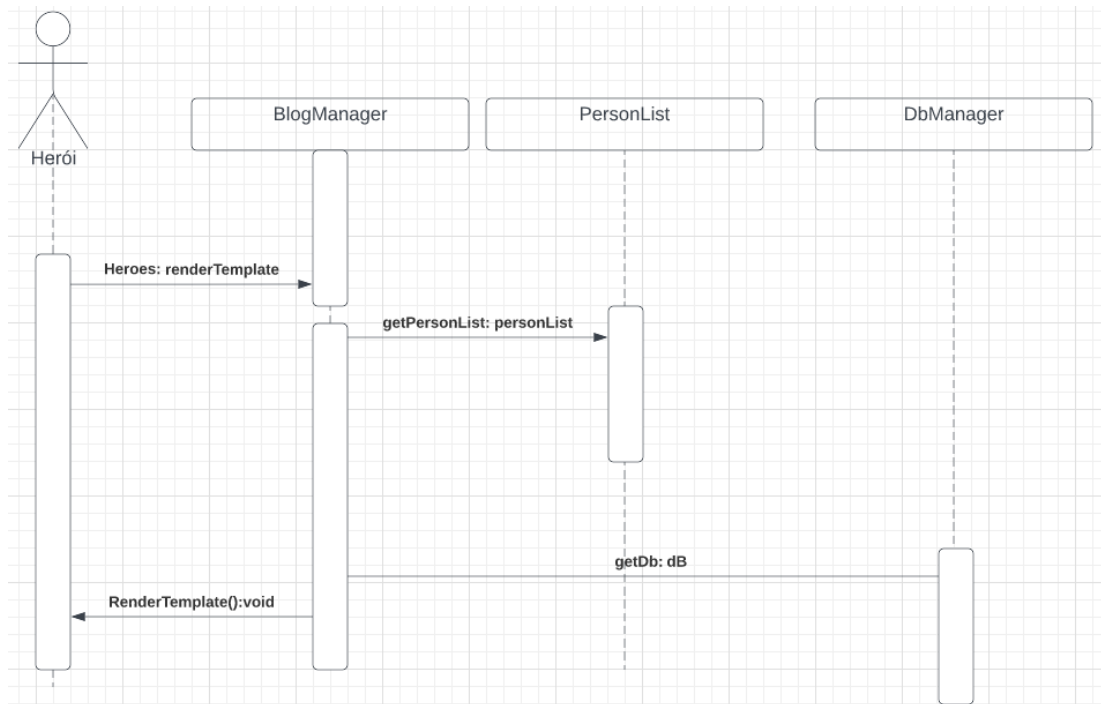 BlogManager
PersonList
DbManager
Herói
Heroes: renderTemplate
getPersonList: personList
getDb: dB
RenderTemplate():void